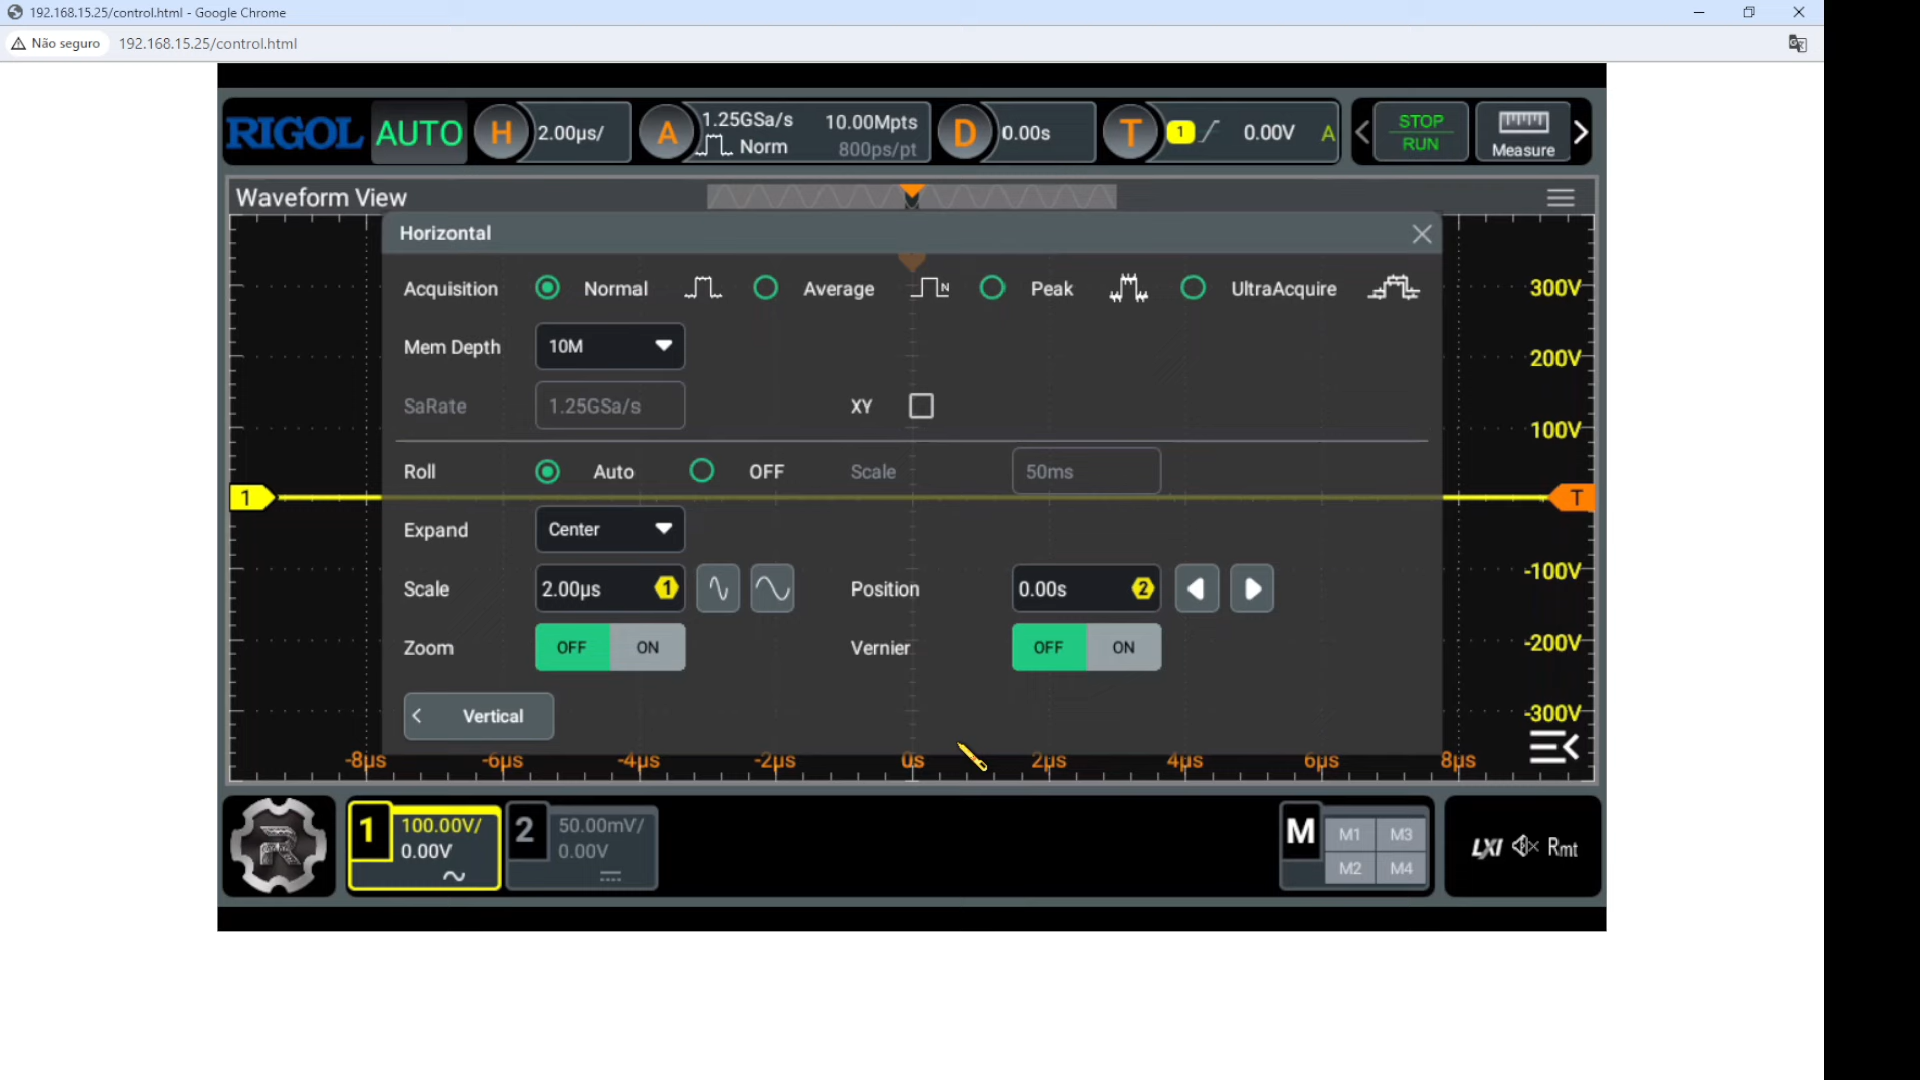 192.168.15.25/control.html - Google Chrome
Não seguro 192.168.15.25/control.html
RIGOL AUTO H 2.00µs/ A 1.25GSa/s 10.00Mpts D 0.00s T 1 0.00V A STOP
Norm 800ps/pt RUN Measure
Waveform View
Horizontal
Acquisition Normal Average N Peak UltraAcquire 300V
Mem Depth 10M 200V
SaRate 1.25GSa/s XY 100V
Roll Auto OFF Scale 50ms
1 T
Expand Center
-100V
Scale 2.00µs 1 Position 0.00s 2
Zoom OFF ON Vernier OFF ON -200V
Vertical -300V
-8µs -6µs -4µs -2µs 0s 2µs 4µs 6µs 8µs
R 1 100.00V/ 2 50.00mV/ M M1 M3
0.00V 0.00V M2 M4
LXI Rmt